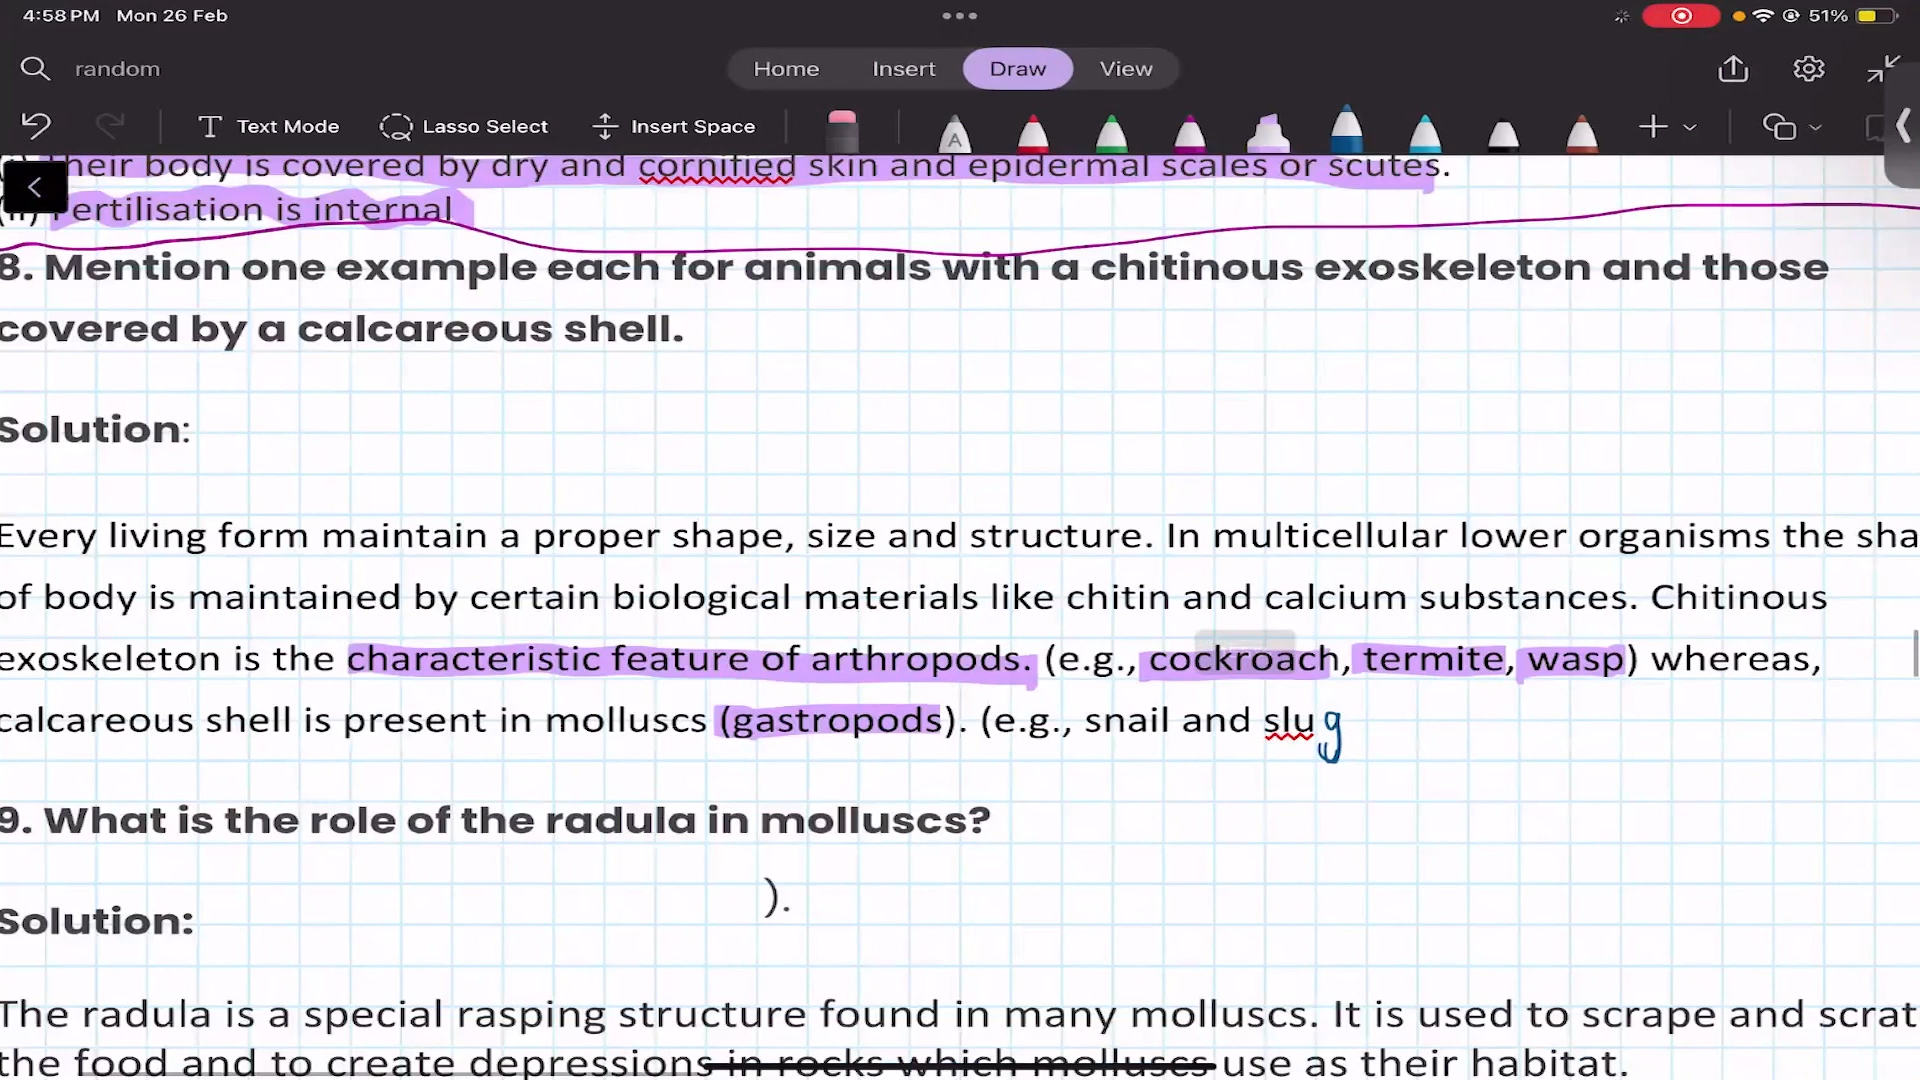 4:58 PM Mon 26 Feb
51%
random
Home Insert Draw View
Text Mode Lasso Select Insert Space
A
their body is covered by dry and cornified skin and epidermal scales or scutes.
(ii) Fertilisation is internal
8. Mention one example each for animals with a chitinous exoskeleton and those
covered by a calcareous shell.
Solution:
Every living form maintain a proper shape, size and structure. In multicellular lower organisms the sha
of body is maintained by certain biological materials like chitin and calcium substances. Chitinous
exoskeleton is the characteristic feature of arthropods. (e.g., cockroach, termite, wasp) whereas,
calcareous shell is present in molluscs (gastropods). (e.g., snail and slug
9. What is the role of the radula in molluscs?
).
Solution:
The radula is a special rasping structure found in many molluscs. It is used to scrape and scrat
the food and to create depressions in rocks which molluscs use as their habitat.